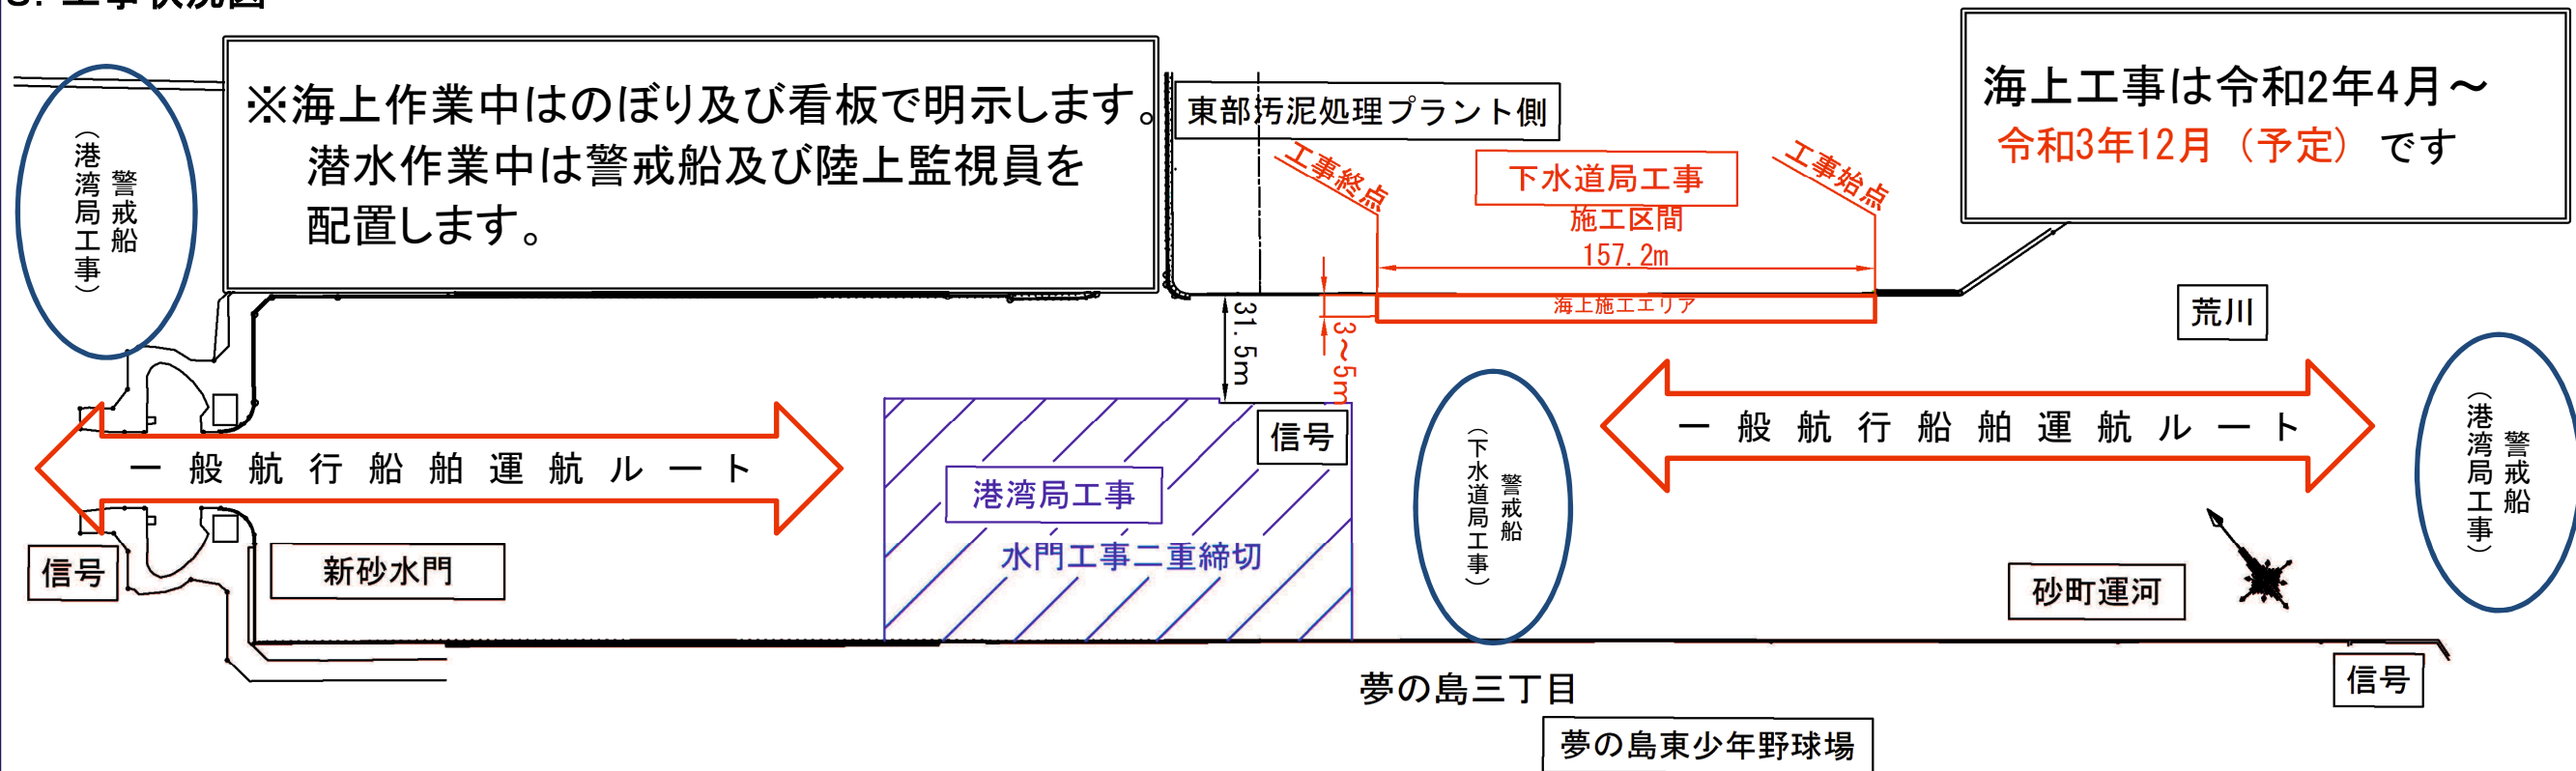 3. 工事状況図
※海上作業中はのぼり及び看板で明示します。
潜水作業中は警戒船及び陸上監視員を
配置します。
東部汚泥処理プラント側
海上工事は令和2年4月～
令和3年12月（予定）です
警戒船
（港湾局工事）
工事終点
下水道局工事
工事始点
施工区間
157.2m
海上施工エリア
31.5m
3～5m
荒川
一般航行船舶運航ルート
信号
一般航行船舶運航ルート
港湾局工事
水門工事二重締切
警戒船
（下水道局工事）
警戒船
（港湾局工事）
信号
新砂水門
砂町運河
夢の島三丁目
信号
夢の島東少年野球場